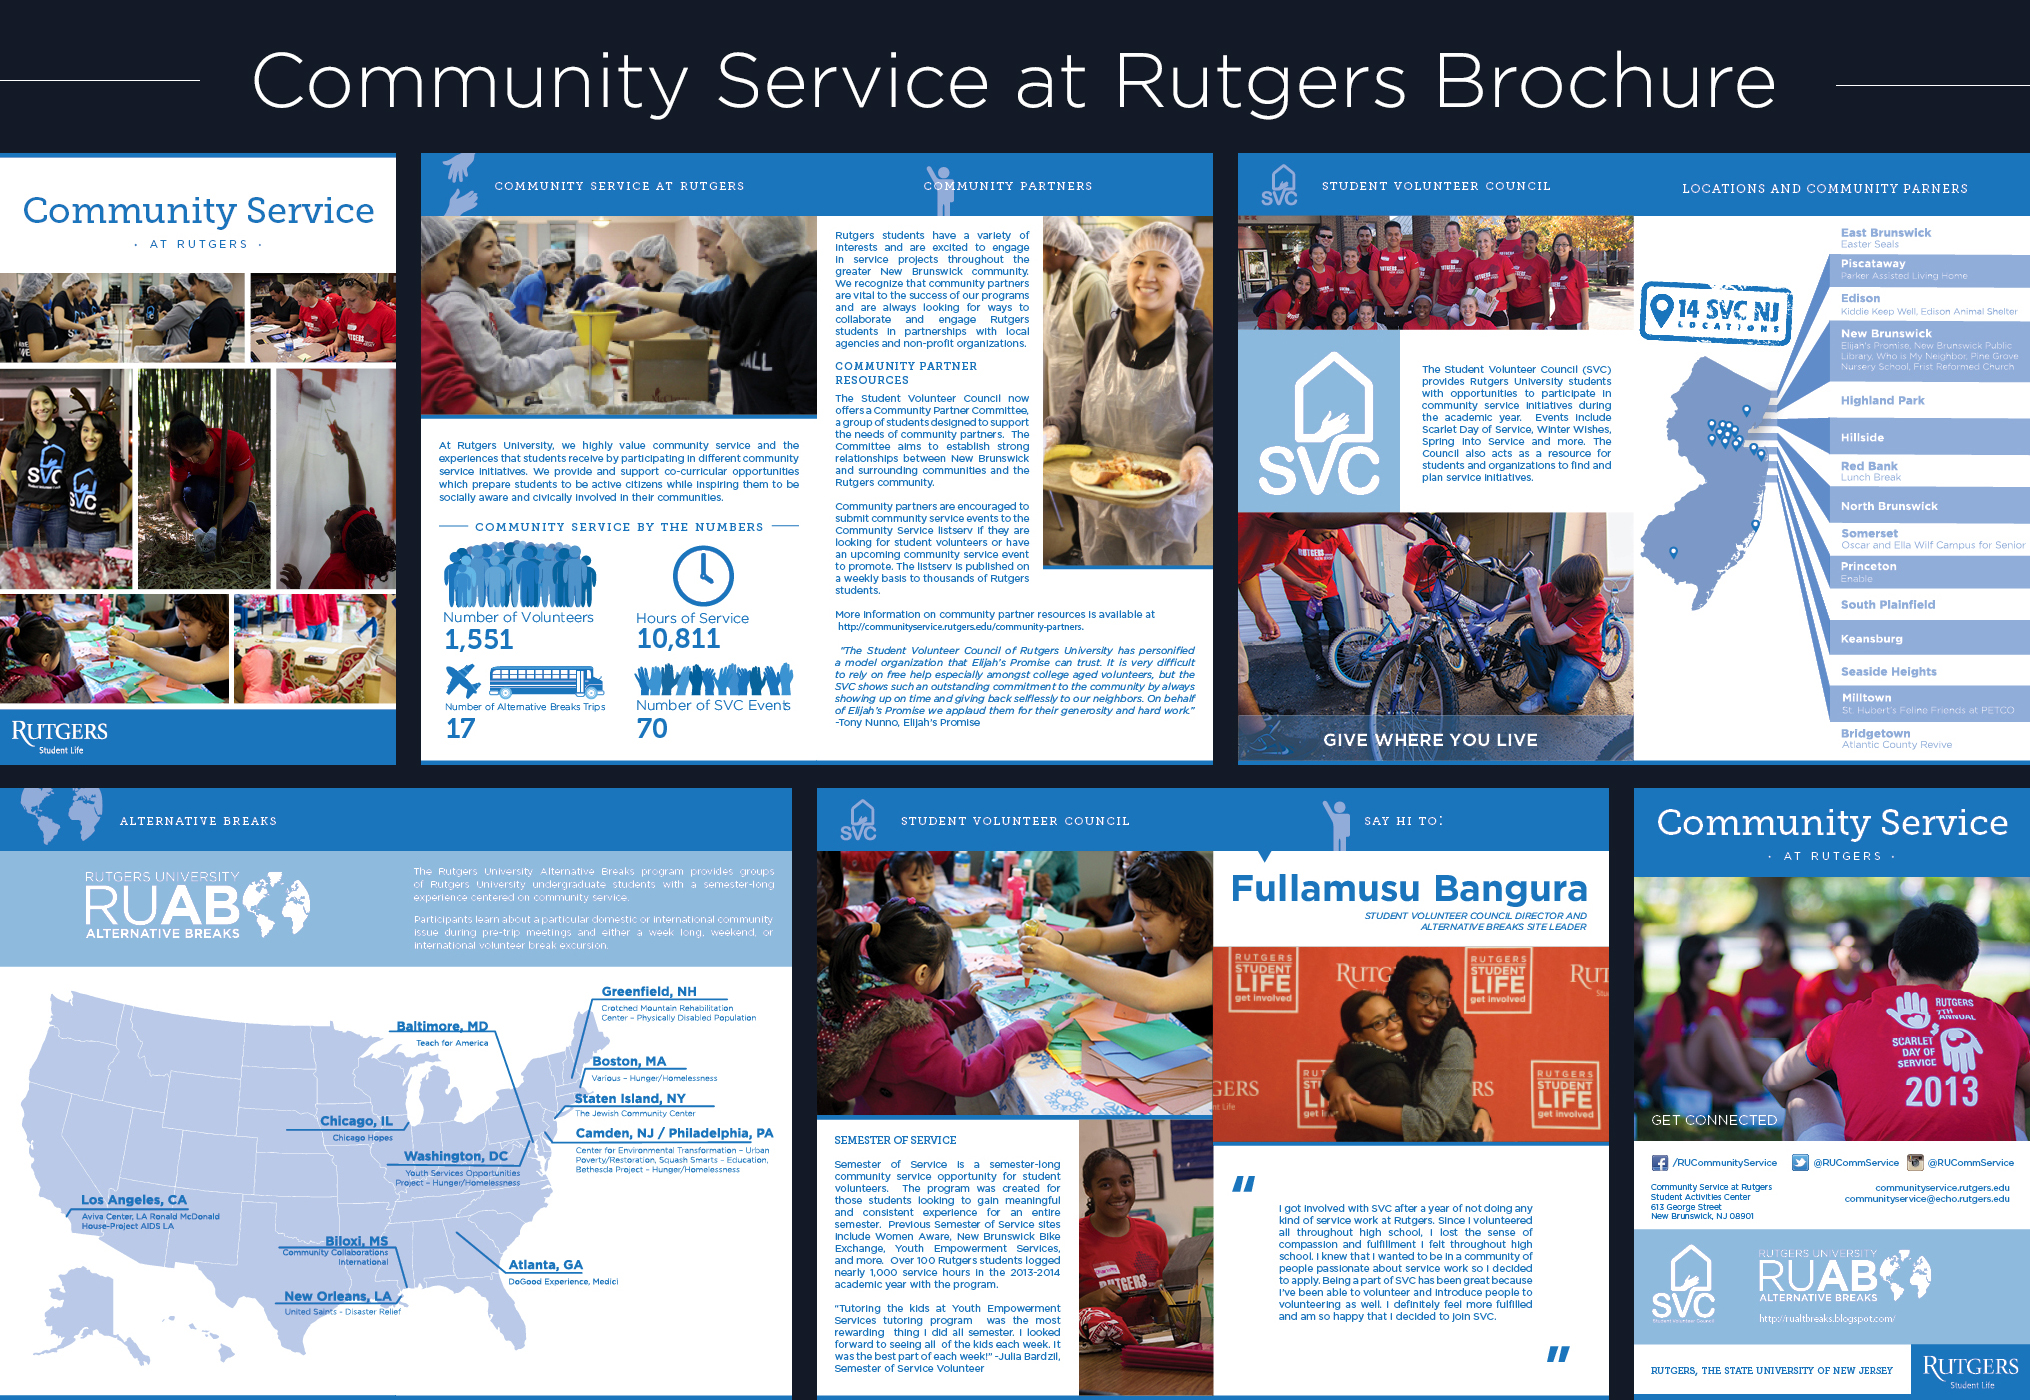 Community Service at Rutgers Brochure
Community Service
· AT RUTGERS ·
SVC
SVC
RUTGERS
Student Life
COMMUNITY SERVICE AT RUTGERS
At Rutgers University, we highly value community service and the
experiences that students receive by participating in different community
service initiatives. We provide and support co-curricular opportunities
which prepare students to be active citizens while inspiring them to be
socially aware and civically involved in their communities.
COMMUNITY SERVICE BY THE NUMBERS
Number of Volunteers
1,551
Hours of Service
10,811
Number of Alternative Breaks Trips
17
Number of SVC Events
70
COMMUNITY PARTNERS
Rutgers students have a variety of
interests and are excited to engage
in service projects throughout the
greater New Brunswick community.
We recognize that community partners
are vital to the success of our programs
and are always looking for ways to
collaborate and engage Rutgers
students in partnerships with local
agencies and non-profit organizations.
COMMUNITY PARTNER
RESOURCES
The Student Volunteer Council now
offers a Community Partner Committee,
a group of students designed to support
the needs of community partners. The
Committee aims to establish strong
relationships between New Brunswick
and surrounding communities and the
Rutgers community.
Community partners are encouraged to
submit community service events to the
Community Service listserv if they are
looking for student volunteers or have
an upcoming community service event
to promote. The listserv is published on
a weekly basis to thousands of Rutgers
students.
More information on community partner resources is available at
http://communityservice.rutgers.edu/community-partners.
"The Student Volunteer Council of Rutgers University has personified
a model organization that Elijah's Promise can trust. It is very difficult
to rely on free help especially amongst college aged volunteers, but the
SVC shows such an outstanding commitment to the community by always
showing up on time and giving back selflessly to our neighbors. On behalf
of Elijah's Promise we applaud them for their generosity and hard work."
-Tony Nunno, Elijah's Promise
SVC
STUDENT VOLUNTEER COUNCIL
SVC
The Student Volunteer Council (SVC)
provides Rutgers University students
with opportunities to participate in
community service initiatives during
the academic year. Events include
Scarlet Day of Service, Winter Wishes,
Spring Into Service and more. The
Council also acts as a resource for
students and organizations to find and
plan service initiatives.
GIVE WHERE YOU LIVE
LOCATIONS AND COMMUNITY PARNERS
14 SVC NJ
LOCATIONS
East Brunswick
Easter Seals
Piscataway
Parker Assisted Living Home
Edison
Kiddie Keep Well, Edison Animal Shelter
New Brunswick
Elijah's Promise, New Brunswick Public
Library, Who is My Neighbor, Pine Grove
Nursery School, Frist Reformed Church
Highland Park
Hillside
Red Bank
Lunch Break
North Brunswick
Somerset
Oscar and Ella Wilf Campus for Senior
Princeton
Enable
South Plainfield
Keansburg
Seaside Heights
Milltown
St. Hubert's Feline Friends at PETCO
Bridgetown
Atlantic County Revive
ALTERNATIVE BREAKS
RUTGERS UNIVERSITY
RUAB
ALTERNATIVE BREAKS
The Rutgers University Alternative Breaks program provides groups
of Rutgers University undergraduate students with a semester-long
experience centered on community service.
Participants learn about a particular domestic or international community
issue during pre-trip meetings and either a week long, weekend, or
international volunteer break excursion.
Greenfield, NH
Crotched Mountain Rehabilitation
Center – Physically Disabled Population
Baltimore, MD
Teach for America
Boston, MA
Various – Hunger/Homelessness
Staten Island, NY
The Jewish Community Center
Chicago, IL
Chicago Hopes
Camden, NJ / Philadelphia, PA
Center for Environmental Transformation – Urban
Poverty/Restoration, Squash Smarts – Education,
Bethesda Project – Hunger/Homelessness
Washington, DC
Youth Services Opportunities
Project – Hunger/Homelessness
Los Angeles, CA
Aviva Center, LA Ronald McDonald
House-Project AIDS LA
Biloxi, MS
Community Collaborations
International
Atlanta, GA
DoGood Experience, Medici
New Orleans, LA
United Saints – Disaster Relief
SVC
STUDENT VOLUNTEER COUNCIL
SEMESTER OF SERVICE
Semester of Service is a semester-long
community service opportunity for student
volunteers. The program was created for
those students looking to gain meaningful
and consistent experience for an entire
semester. Previous Semester of Service sites
include Women Aware, New Brunswick Bike
Exchange, Youth Empowerment Services,
and more. Over 100 Rutgers students logged
nearly 1,000 service hours in the 2013-2014
academic year with the program.
"Tutoring the kids at Youth Empowerment
Services tutoring program was the most
rewarding thing I did all semester. I looked
forward to seeing all of the kids each week. It
was the best part of each week!" -Julia Bardzil,
Semester of Service Volunteer
RUTGERS
SAY HI TO:
Fullamusu Bangura
STUDENT VOLUNTEER COUNCIL DIRECTOR AND
ALTERNATIVE BREAKS SITE LEADER
RUTGERS
STUDENT
LIFE
get involved
RUTGERS
STUDENT
LIFE
get involved
RUTGERS
STUDENT
LIFE
get involved
"
I got involved with SVC after a year of not doing any
kind of service work at Rutgers. Since I volunteered
all throughout high school, I lost the sense of
compassion and fulfillment I felt throughout high
school. I knew that I wanted to be in a community of
people passionate about service work so I decided
to apply. Being a part of SVC has been great because
I've been able to volunteer and introduce people to
volunteering as well. I definitely feel more fulfilled
and am so happy that I decided to join SVC.
"
Community Service
· AT RUTGERS ·
RUTGERS
7TH
ANNUAL
SCARLET
DAY OF
SERVICE
2013
GET CONNECTED
/RUCommunityService
@RUCommService
@RUCommService
Community Service at Rutgers
Student Activities Center
613 George Street
New Brunswick, NJ 08901
communityservice.rutgers.edu
communityservice@echo.rutgers.edu
SVC
Student Volunteer Council
RUTGERS UNIVERSITY
RUAB
ALTERNATIVE BREAKS
http://rualtbreaks.blogspot.com/
RUTGERS, THE STATE UNIVERSITY OF NEW JERSEY
RUTGERS
Student Life